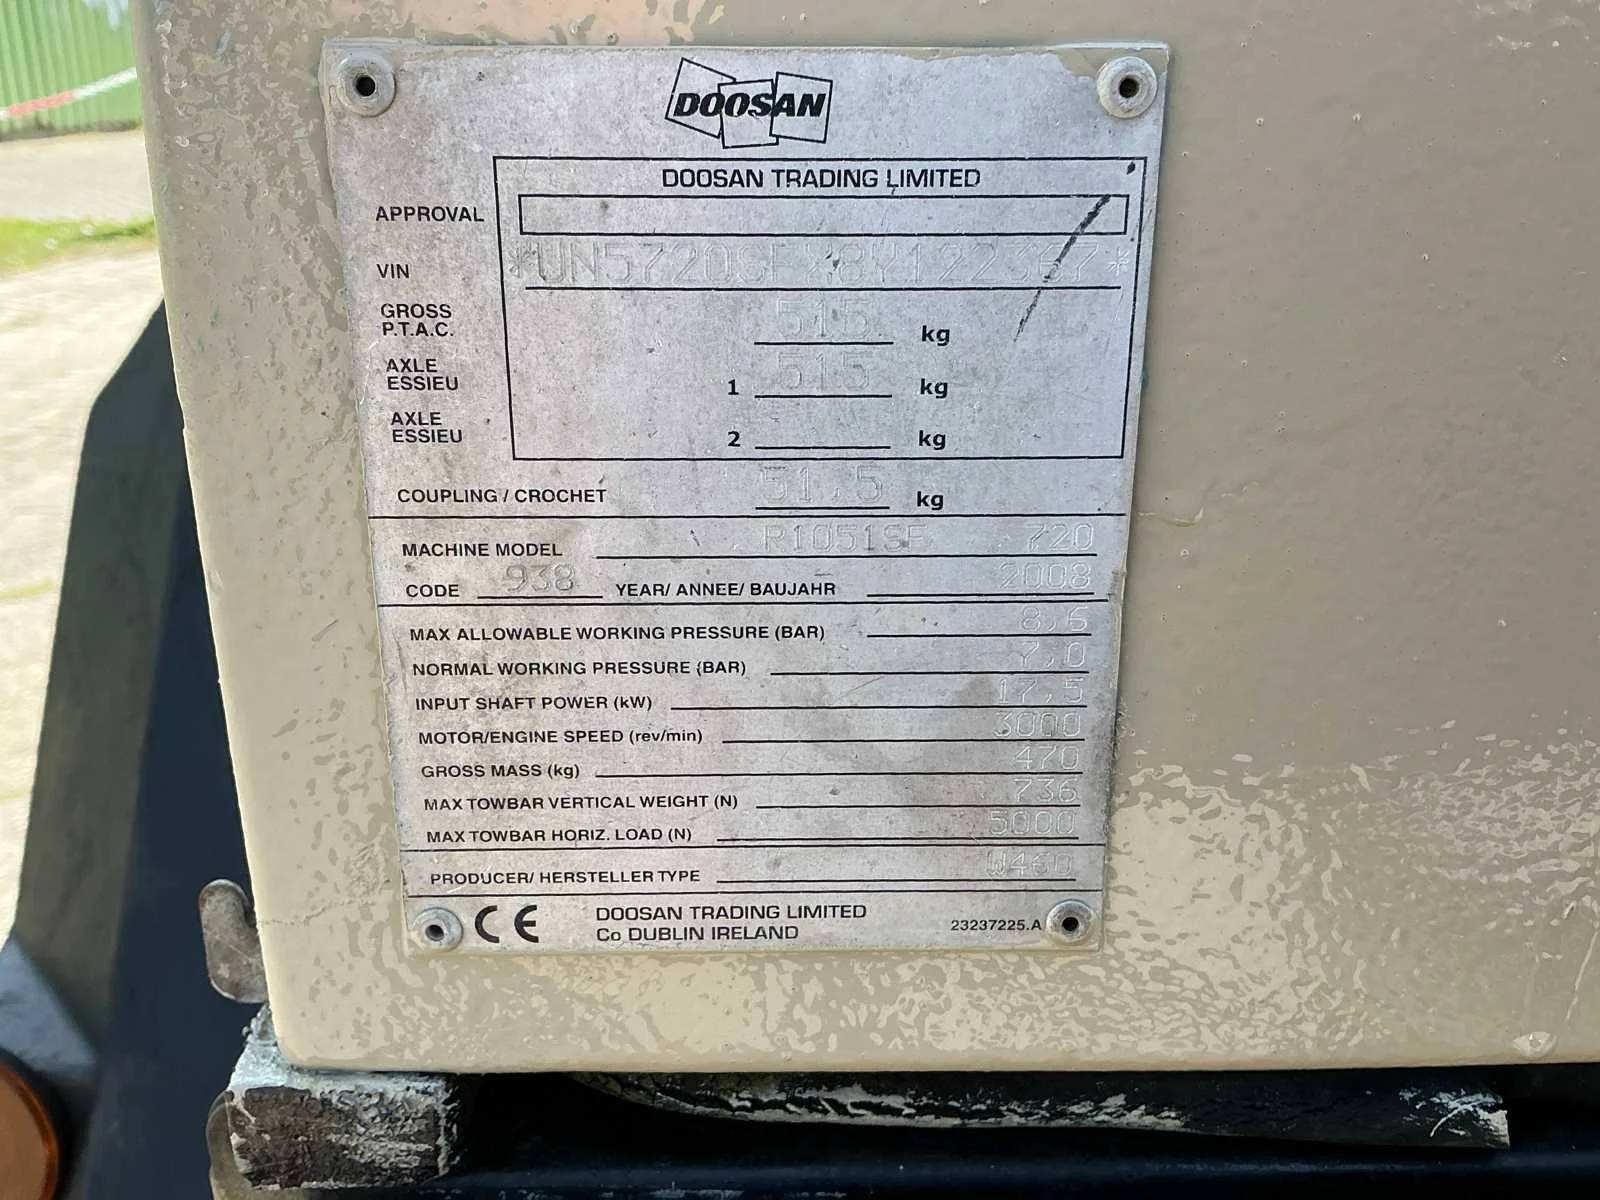 DOOSAN
DOOSAN TRADING LIMITED
APPROVAL
VIN
GROSS P.T.A.C. 515 kg
AXLE ESSIEU 1 515 kg
AXLE ESSIEU 2 kg
COUPLING / CROCHET 51.5 kg
MACHINE MODEL R1051SF 720
CODE 938 YEAR/ ANNEE/ BAUJAHR 2008
MAX ALLOWABLE WORKING PRESSURE (BAR) 8,6
NORMAL WORKING PRESSURE (BAR) 7,0
INPUT SHAFT POWER (kW) 17,5
MOTOR/ENGINE SPEED (rev/min) 3000
GROSS MASS (kg) 470
MAX TOWBAR VERTICAL WEIGHT (N) 736
MAX TOWBAR HORIZ. LOAD (N) 5000
PRODUCER/ HERSTELLER TYPE W460
CE DOOSAN TRADING LIMITED
Co DUBLIN IRELAND 23237225.A